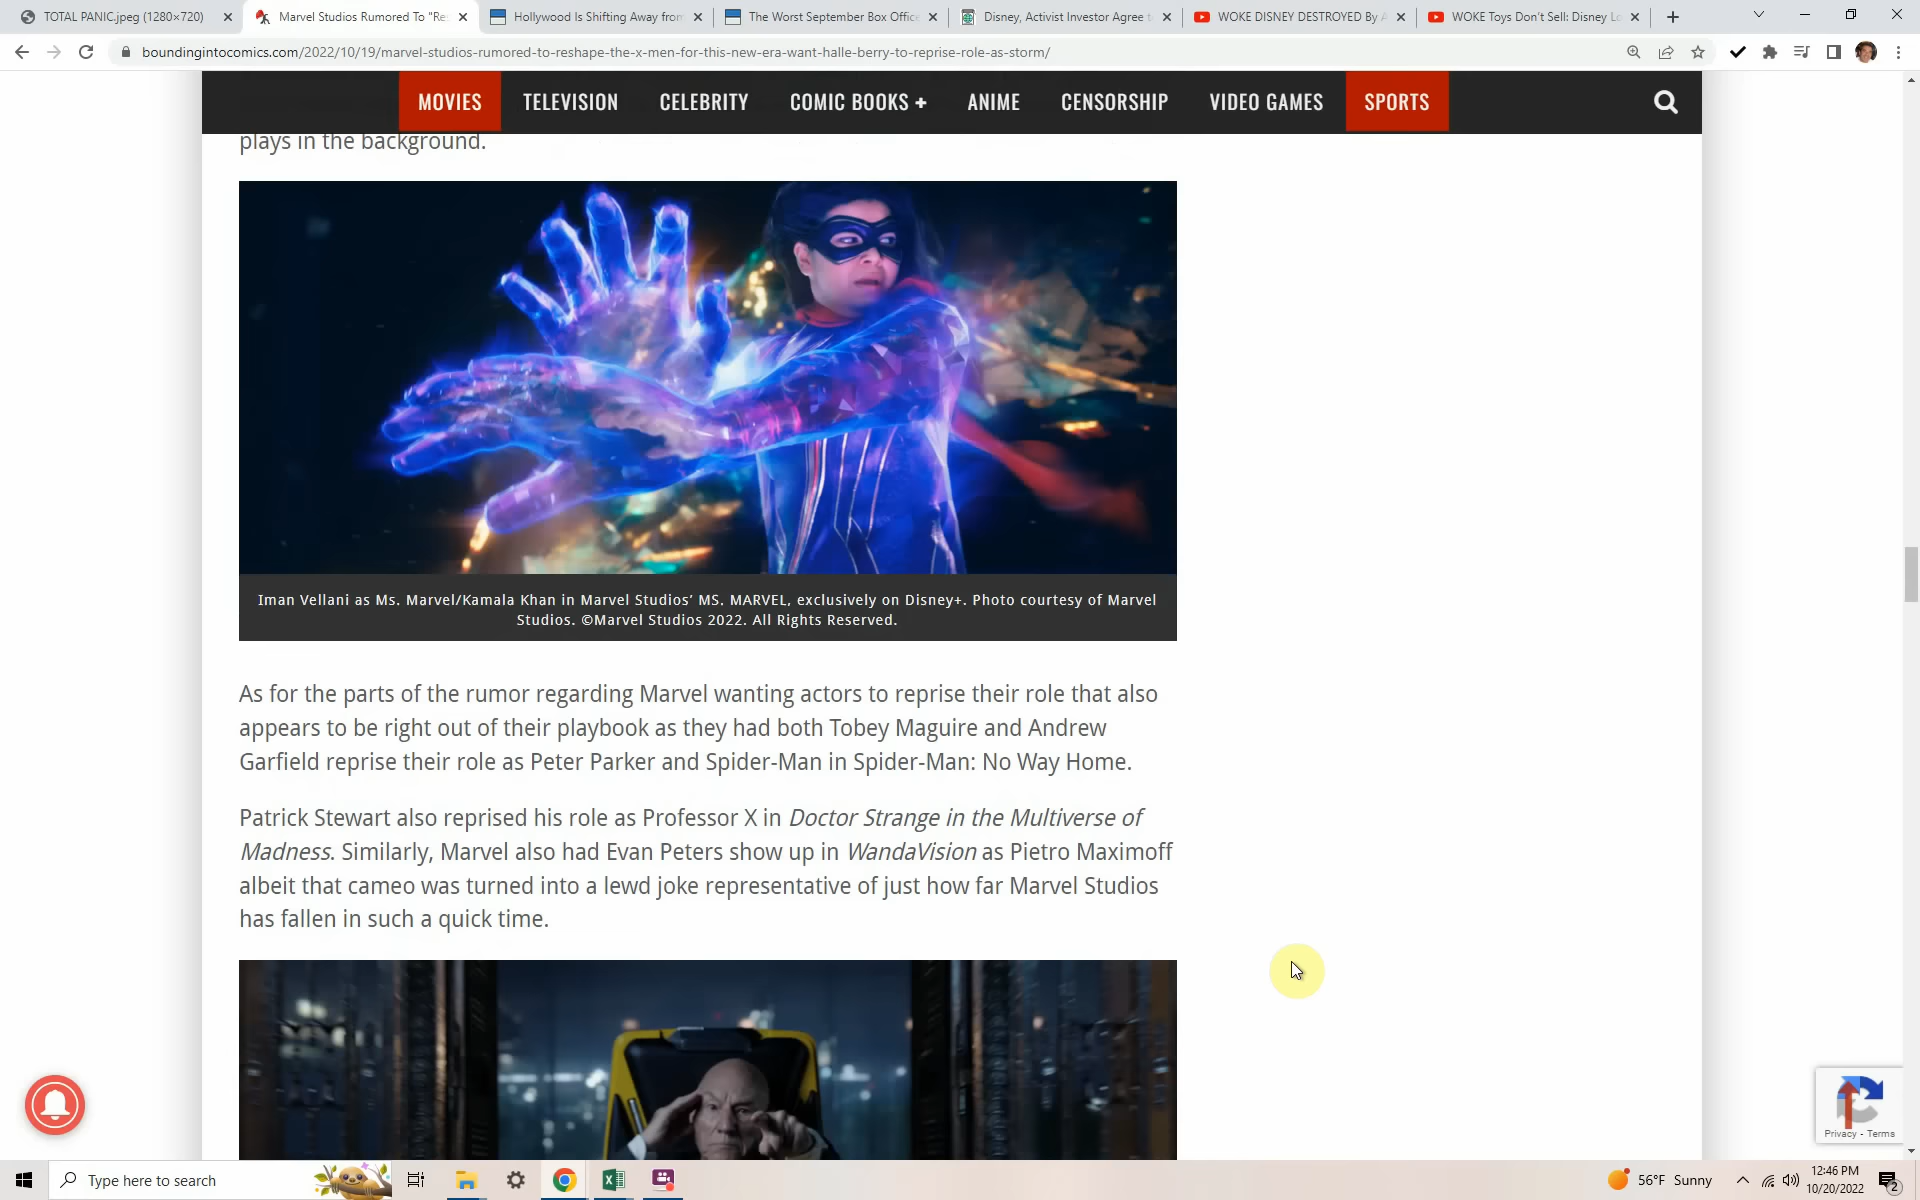 TOTAL PANIC.jpeg (1280×720)
Marvel Studios Rumored To "Re
Hollywood Is Shifting Away from
The Worst September Box Office
Disney, Activist Investor Agree t
WOKE DISNEY DESTROYED By A
WOKE Toys Don't Sell: Disney Lo
boundingintocomics.com/2022/10/19/marvel-studios-rumored-to-reshape-the-x-men-for-this-new-era-want-halle-berry-to-reprise-role-as-storm/
MOVIES TELEVISION CELEBRITY COMIC BOOKS + ANIME CENSORSHIP VIDEO GAMES SPORTS
plays in the background.
Iman Vellani as Ms. Marvel/Kamala Khan in Marvel Studios' MS. MARVEL, exclusively on Disney+. Photo courtesy of Marvel
Studios. ©Marvel Studios 2022. All Rights Reserved.
As for the parts of the rumor regarding Marvel wanting actors to reprise their role that also
appears to be right out of their playbook as they had both Tobey Maguire and Andrew
Garfield reprise their role as Peter Parker and Spider-Man in Spider-Man: No Way Home.
Patrick Stewart also reprised his role as Professor X in Doctor Strange in the Multiverse of
Madness. Similarly, Marvel also had Evan Peters show up in WandaVision as Pietro Maximoff
albeit that cameo was turned into a lewd joke representative of just how far Marvel Studios
has fallen in such a quick time.
Privacy - Terms
Type here to search
56°F Sunny
12:46 PM
10/20/2022
2